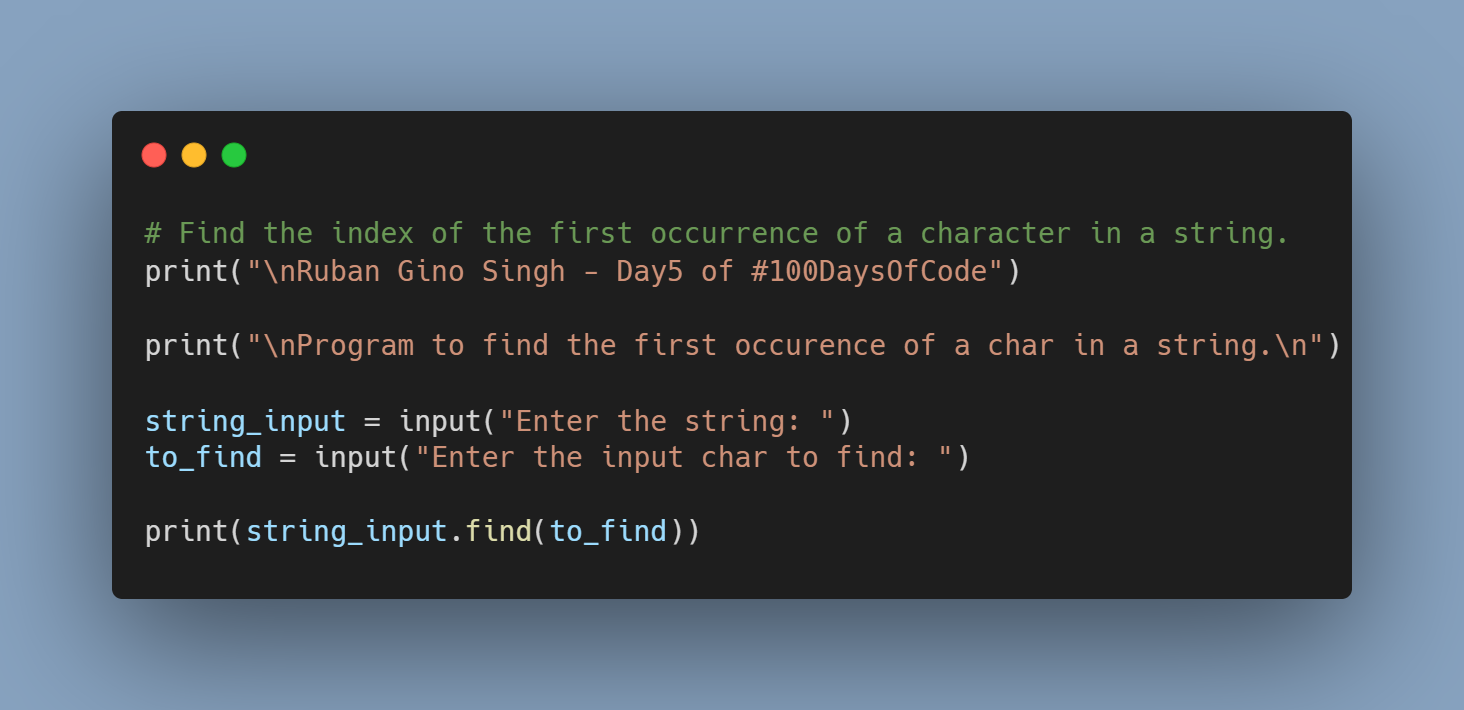 # Find the index of the first occurrence of a character in a string.
print("\nRuban Gino Singh - Day5 of #100DaysOfCode")
print("\nProgram to find the first occurence of a char in a string.\n")
string_input = input("Enter the string: ")
to_find = input("Enter the input char to find: ")
print(string_input.find(to_find))